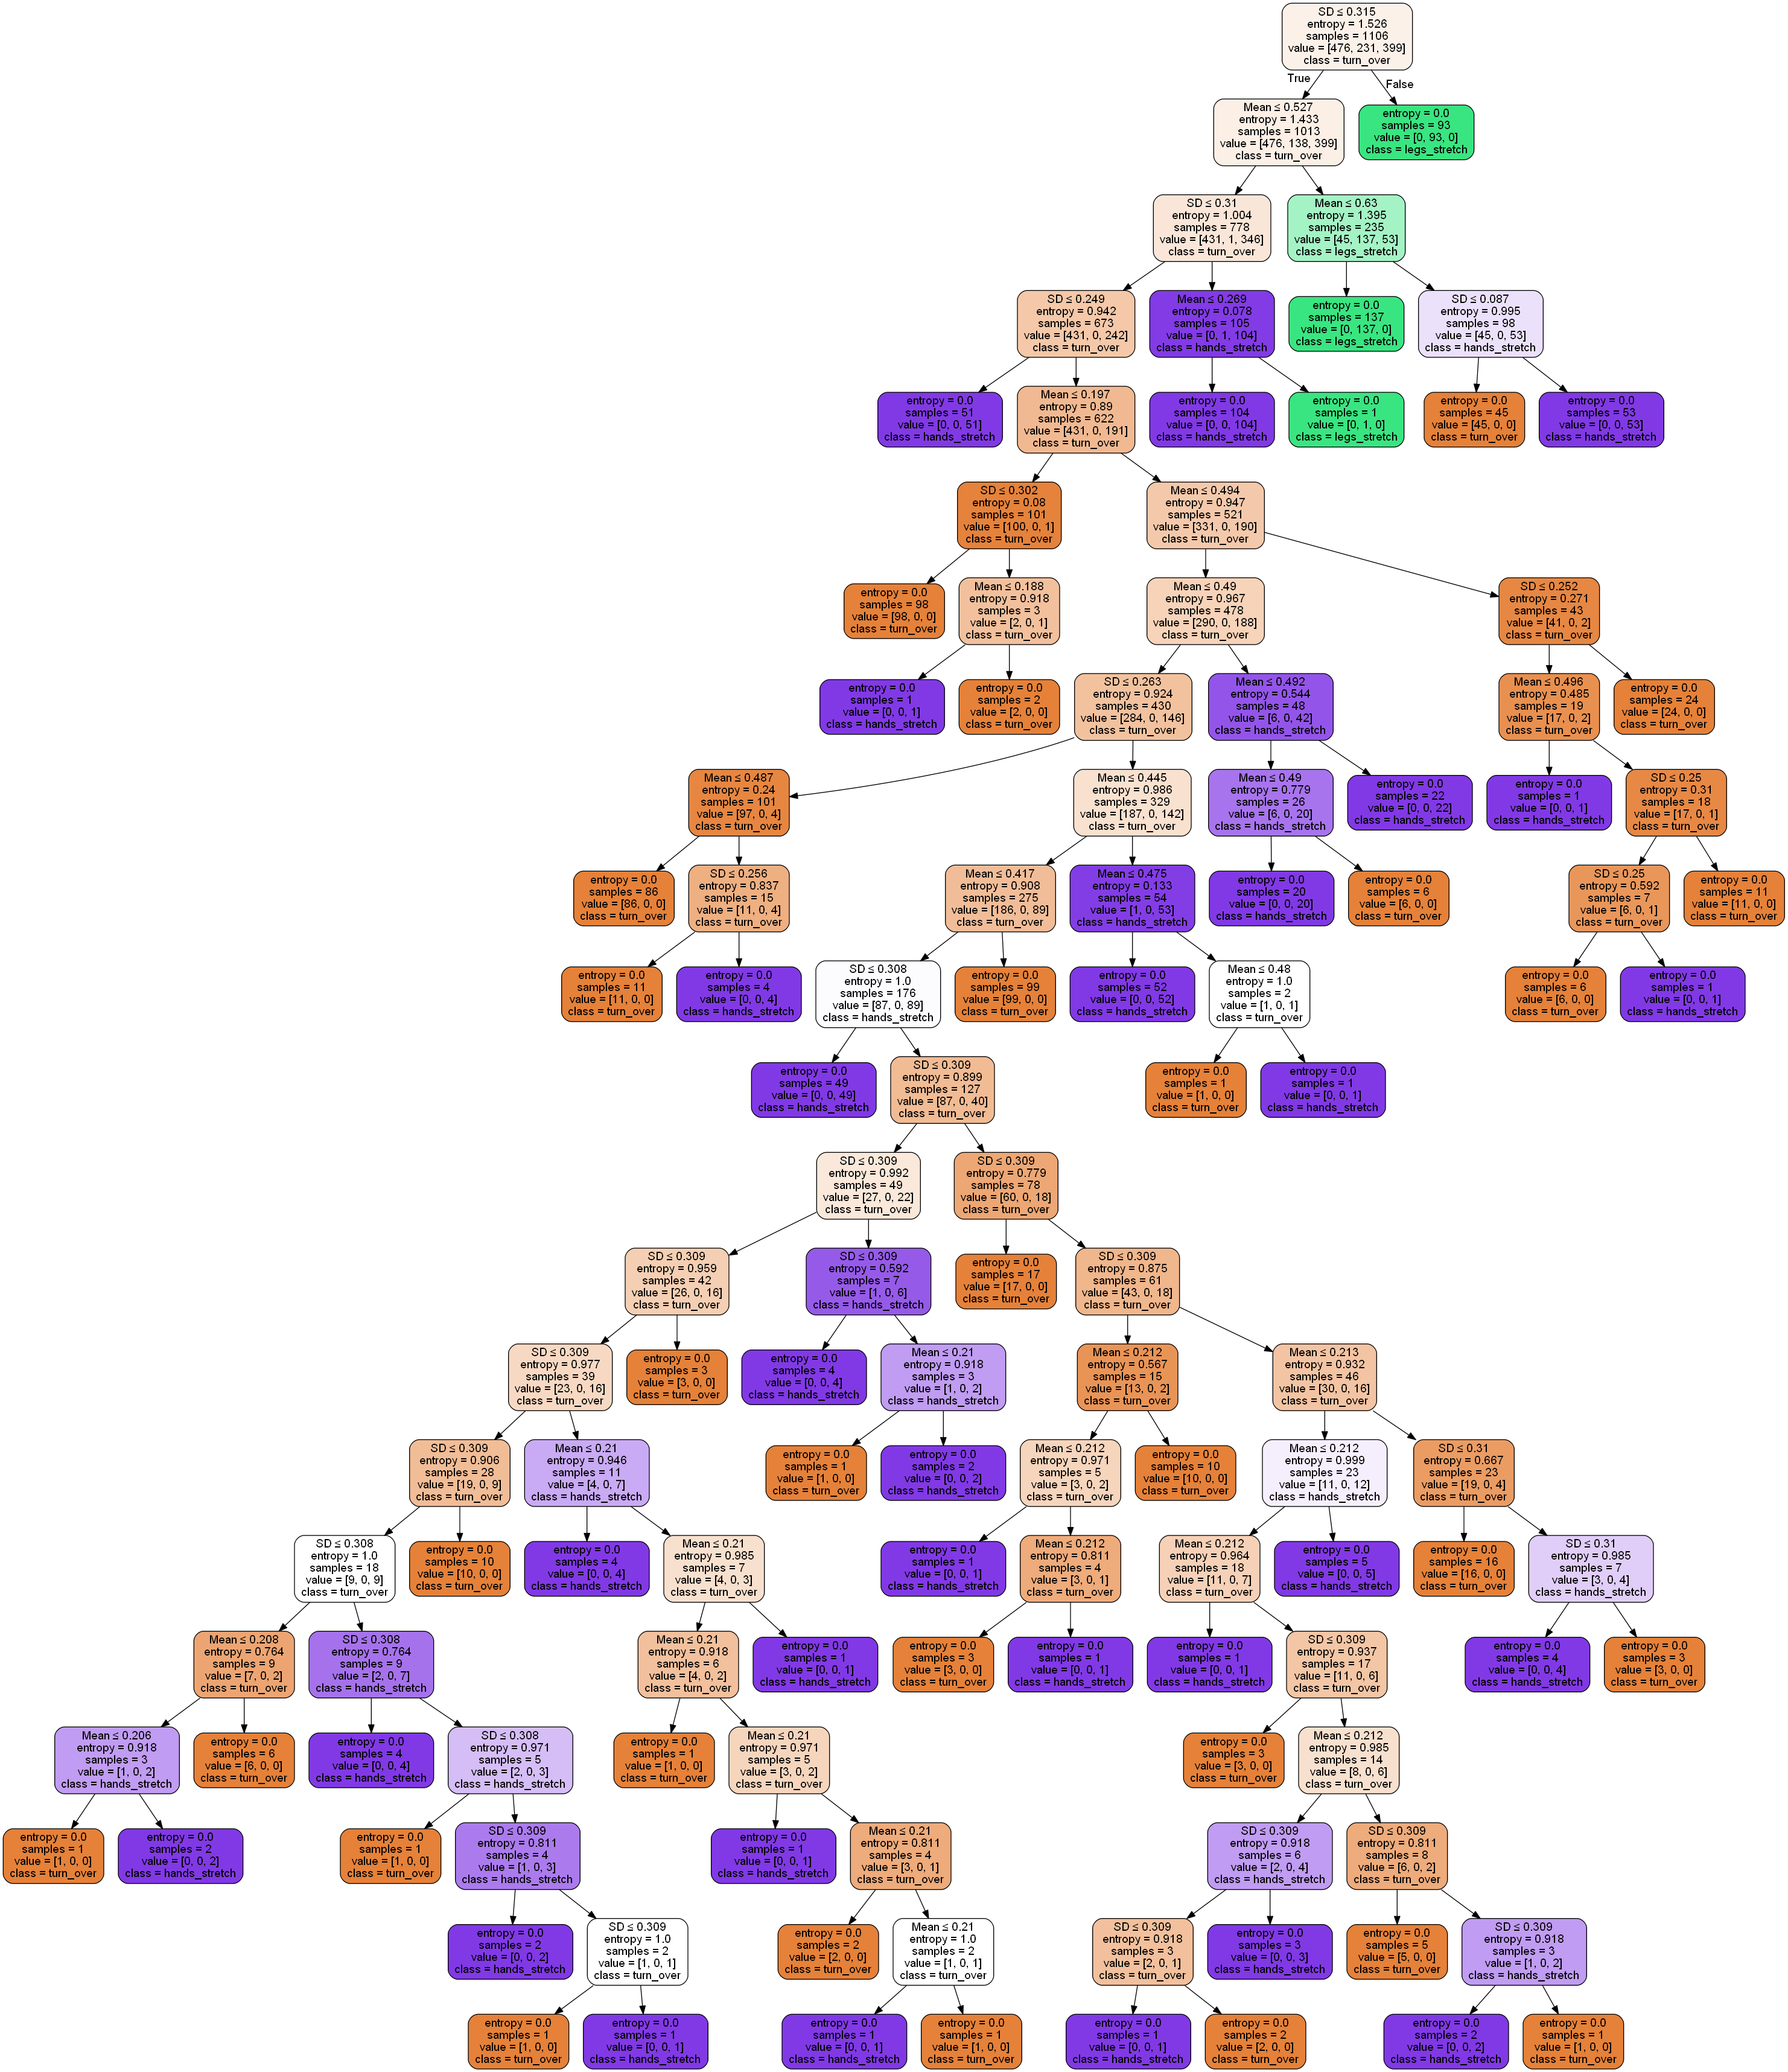 SD ≤ 0.315
entropy = 1.526
samples = 1106
value = [476, 231, 399]
class = turn_over
True
False
Mean ≤ 0.527
entropy = 1.433
samples = 1013
value = [476, 138, 399]
class = turn_over
entropy = 0.0
samples = 93
value = [0, 93, 0]
class = legs_stretch
SD ≤ 0.31
entropy = 1.004
samples = 778
value = [431, 1, 346]
class = turn_over
Mean ≤ 0.63
entropy = 1.395
samples = 235
value = [45, 137, 53]
class = legs_stretch
SD ≤ 0.249
entropy = 0.942
samples = 673
value = [431, 0, 242]
class = turn_over
Mean ≤ 0.269
entropy = 0.078
samples = 105
value = [0, 1, 104]
class = hands_stretch
entropy = 0.0
samples = 137
value = [0, 137, 0]
class = legs_stretch
SD ≤ 0.087
entropy = 0.995
samples = 98
value = [45, 0, 53]
class = hands_stretch
entropy = 0.0
samples = 51
value = [0, 0, 51]
class = hands_stretch
Mean ≤ 0.197
entropy = 0.89
samples = 622
value = [431, 0, 191]
class = turn_over
entropy = 0.0
samples = 104
value = [0, 0, 104]
class = hands_stretch
entropy = 0.0
samples = 1
value = [0, 1, 0]
class = legs_stretch
entropy = 0.0
samples = 45
value = [45, 0, 0]
class = turn_over
entropy = 0.0
samples = 53
value = [0, 0, 53]
class = hands_stretch
SD ≤ 0.302
entropy = 0.08
samples = 101
value = [100, 0, 1]
class = turn_over
Mean ≤ 0.494
entropy = 0.947
samples = 521
value = [331, 0, 190]
class = turn_over
entropy = 0.0
samples = 98
value = [98, 0, 0]
class = turn_over
Mean ≤ 0.188
entropy = 0.918
samples = 3
value = [2, 0, 1]
class = turn_over
Mean ≤ 0.49
entropy = 0.967
samples = 478
value = [290, 0, 188]
class = turn_over
SD ≤ 0.252
entropy = 0.271
samples = 43
value = [41, 0, 2]
class = turn_over
entropy = 0.0
samples = 1
value = [0, 0, 1]
class = hands_stretch
entropy = 0.0
samples = 2
value = [2, 0, 0]
class = turn_over
SD ≤ 0.263
entropy = 0.924
samples = 430
value = [284, 0, 146]
class = turn_over
Mean ≤ 0.492
entropy = 0.544
samples = 48
value = [6, 0, 42]
class = hands_stretch
Mean ≤ 0.496
entropy = 0.485
samples = 19
value = [17, 0, 2]
class = turn_over
entropy = 0.0
samples = 24
value = [24, 0, 0]
class = turn_over
Mean ≤ 0.487
entropy = 0.24
samples = 101
value = [97, 0, 4]
class = turn_over
Mean ≤ 0.445
entropy = 0.986
samples = 329
value = [187, 0, 142]
class = turn_over
Mean ≤ 0.49
entropy = 0.779
samples = 26
value = [6, 0, 20]
class = hands_stretch
entropy = 0.0
samples = 22
value = [0, 0, 22]
class = hands_stretch
entropy = 0.0
samples = 1
value = [0, 0, 1]
class = hands_stretch
SD ≤ 0.25
entropy = 0.31
samples = 18
value = [17, 0, 1]
class = turn_over
entropy = 0.0
samples = 86
value = [86, 0, 0]
class = turn_over
SD ≤ 0.256
entropy = 0.837
samples = 15
value = [11, 0, 4]
class = turn_over
Mean ≤ 0.417
entropy = 0.908
samples = 275
value = [186, 0, 89]
class = turn_over
Mean ≤ 0.475
entropy = 0.133
samples = 54
value = [1, 0, 53]
class = hands_stretch
entropy = 0.0
samples = 20
value = [0, 0, 20]
class = hands_stretch
entropy = 0.0
samples = 6
value = [6, 0, 0]
class = turn_over
SD ≤ 0.25
entropy = 0.592
samples = 7
value = [6, 0, 1]
class = turn_over
entropy = 0.0
samples = 11
value = [11, 0, 0]
class = turn_over
entropy = 0.0
samples = 11
value = [11, 0, 0]
class = turn_over
entropy = 0.0
samples = 4
value = [0, 0, 4]
class = hands_stretch
SD ≤ 0.308
entropy = 1.0
samples = 176
value = [87, 0, 89]
class = hands_stretch
entropy = 0.0
samples = 99
value = [99, 0, 0]
class = turn_over
entropy = 0.0
samples = 52
value = [0, 0, 52]
class = hands_stretch
Mean ≤ 0.48
entropy = 1.0
samples = 2
value = [1, 0, 1]
class = turn_over
entropy = 0.0
samples = 6
value = [6, 0, 0]
class = turn_over
entropy = 0.0
samples = 1
value = [0, 0, 1]
class = hands_stretch
entropy = 0.0
samples = 49
value = [0, 0, 49]
class = hands_stretch
SD ≤ 0.309
entropy = 0.899
samples = 127
value = [87, 0, 40]
class = turn_over
entropy = 0.0
samples = 1
value = [1, 0, 0]
class = turn_over
entropy = 0.0
samples = 1
value = [0, 0, 1]
class = hands_stretch
SD ≤ 0.309
entropy = 0.992
samples = 49
value = [27, 0, 22]
class = turn_over
SD ≤ 0.309
entropy = 0.779
samples = 78
value = [60, 0, 18]
class = turn_over
SD ≤ 0.309
entropy = 0.959
samples = 42
value = [26, 0, 16]
class = turn_over
SD ≤ 0.309
entropy = 0.592
samples = 7
value = [1, 0, 6]
class = hands_stretch
entropy = 0.0
samples = 17
value = [17, 0, 0]
class = turn_over
SD ≤ 0.309
entropy = 0.875
samples = 61
value = [43, 0, 18]
class = turn_over
SD ≤ 0.309
entropy = 0.977
samples = 39
value = [23, 0, 16]
class = turn_over
entropy = 0.0
samples = 3
value = [3, 0, 0]
class = turn_over
entropy = 0.0
samples = 4
value = [0, 0, 4]
class = hands_stretch
Mean ≤ 0.21
entropy = 0.918
samples = 3
value = [1, 0, 2]
class = hands_stretch
Mean ≤ 0.212
entropy = 0.567
samples = 15
value = [13, 0, 2]
class = turn_over
Mean ≤ 0.213
entropy = 0.932
samples = 46
value = [30, 0, 16]
class = turn_over
SD ≤ 0.309
entropy = 0.906
samples = 28
value = [19, 0, 9]
class = turn_over
Mean ≤ 0.21
entropy = 0.946
samples = 11
value = [4, 0, 7]
class = hands_stretch
entropy = 0.0
samples = 1
value = [1, 0, 0]
class = turn_over
entropy = 0.0
samples = 2
value = [0, 0, 2]
class = hands_stretch
Mean ≤ 0.212
entropy = 0.971
samples = 5
value = [3, 0, 2]
class = turn_over
entropy = 0.0
samples = 10
value = [10, 0, 0]
class = turn_over
Mean ≤ 0.212
entropy = 0.999
samples = 23
value = [11, 0, 12]
class = hands_stretch
SD ≤ 0.31
entropy = 0.667
samples = 23
value = [19, 0, 4]
class = turn_over
SD ≤ 0.308
entropy = 1.0
samples = 18
value = [9, 0, 9]
class = turn_over
entropy = 0.0
samples = 10
value = [10, 0, 0]
class = turn_over
entropy = 0.0
samples = 4
value = [0, 0, 4]
class = hands_stretch
Mean ≤ 0.21
entropy = 0.985
samples = 7
value = [4, 0, 3]
class = turn_over
entropy = 0.0
samples = 1
value = [0, 0, 1]
class = hands_stretch
Mean ≤ 0.212
entropy = 0.811
samples = 4
value = [3, 0, 1]
class = turn_over
Mean ≤ 0.212
entropy = 0.964
samples = 18
value = [11, 0, 7]
class = turn_over
entropy = 0.0
samples = 5
value = [0, 0, 5]
class = hands_stretch
entropy = 0.0
samples = 16
value = [16, 0, 0]
class = turn_over
SD ≤ 0.31
entropy = 0.985
samples = 7
value = [3, 0, 4]
class = hands_stretch
Mean ≤ 0.208
entropy = 0.764
samples = 9
value = [7, 0, 2]
class = turn_over
SD ≤ 0.308
entropy = 0.764
samples = 9
value = [2, 0, 7]
class = hands_stretch
Mean ≤ 0.21
entropy = 0.918
samples = 6
value = [4, 0, 2]
class = turn_over
entropy = 0.0
samples = 1
value = [0, 0, 1]
class = hands_stretch
entropy = 0.0
samples = 3
value = [3, 0, 0]
class = turn_over
entropy = 0.0
samples = 1
value = [0, 0, 1]
class = hands_stretch
entropy = 0.0
samples = 1
value = [0, 0, 1]
class = hands_stretch
SD ≤ 0.309
entropy = 0.937
samples = 17
value = [11, 0, 6]
class = turn_over
entropy = 0.0
samples = 4
value = [0, 0, 4]
class = hands_stretch
entropy = 0.0
samples = 3
value = [3, 0, 0]
class = turn_over
Mean ≤ 0.206
entropy = 0.918
samples = 3
value = [1, 0, 2]
class = hands_stretch
entropy = 0.0
samples = 6
value = [6, 0, 0]
class = turn_over
entropy = 0.0
samples = 4
value = [0, 0, 4]
class = hands_stretch
SD ≤ 0.308
entropy = 0.971
samples = 5
value = [2, 0, 3]
class = hands_stretch
entropy = 0.0
samples = 1
value = [1, 0, 0]
class = turn_over
Mean ≤ 0.21
entropy = 0.971
samples = 5
value = [3, 0, 2]
class = turn_over
entropy = 0.0
samples = 3
value = [3, 0, 0]
class = turn_over
Mean ≤ 0.212
entropy = 0.985
samples = 14
value = [8, 0, 6]
class = turn_over
entropy = 0.0
samples = 1
value = [1, 0, 0]
class = turn_over
entropy = 0.0
samples = 2
value = [0, 0, 2]
class = hands_stretch
entropy = 0.0
samples = 1
value = [1, 0, 0]
class = turn_over
SD ≤ 0.309
entropy = 0.811
samples = 4
value = [1, 0, 3]
class = hands_stretch
entropy = 0.0
samples = 1
value = [0, 0, 1]
class = hands_stretch
Mean ≤ 0.21
entropy = 0.811
samples = 4
value = [3, 0, 1]
class = turn_over
SD ≤ 0.309
entropy = 0.918
samples = 6
value = [2, 0, 4]
class = hands_stretch
SD ≤ 0.309
entropy = 0.811
samples = 8
value = [6, 0, 2]
class = turn_over
entropy = 0.0
samples = 2
value = [0, 0, 2]
class = hands_stretch
SD ≤ 0.309
entropy = 1.0
samples = 2
value = [1, 0, 1]
class = turn_over
entropy = 0.0
samples = 2
value = [2, 0, 0]
class = turn_over
Mean ≤ 0.21
entropy = 1.0
samples = 2
value = [1, 0, 1]
class = turn_over
SD ≤ 0.309
entropy = 0.918
samples = 3
value = [2, 0, 1]
class = turn_over
entropy = 0.0
samples = 3
value = [0, 0, 3]
class = hands_stretch
entropy = 0.0
samples = 5
value = [5, 0, 0]
class = turn_over
SD ≤ 0.309
entropy = 0.918
samples = 3
value = [1, 0, 2]
class = hands_stretch
entropy = 0.0
samples = 1
value = [1, 0, 0]
class = turn_over
entropy = 0.0
samples = 1
value = [0, 0, 1]
class = hands_stretch
entropy = 0.0
samples = 1
value = [0, 0, 1]
class = hands_stretch
entropy = 0.0
samples = 1
value = [1, 0, 0]
class = turn_over
entropy = 0.0
samples = 1
value = [0, 0, 1]
class = hands_stretch
entropy = 0.0
samples = 2
value = [2, 0, 0]
class = turn_over
entropy = 0.0
samples = 2
value = [0, 0, 2]
class = hands_stretch
entropy = 0.0
samples = 1
value = [1, 0, 0]
class = turn_over